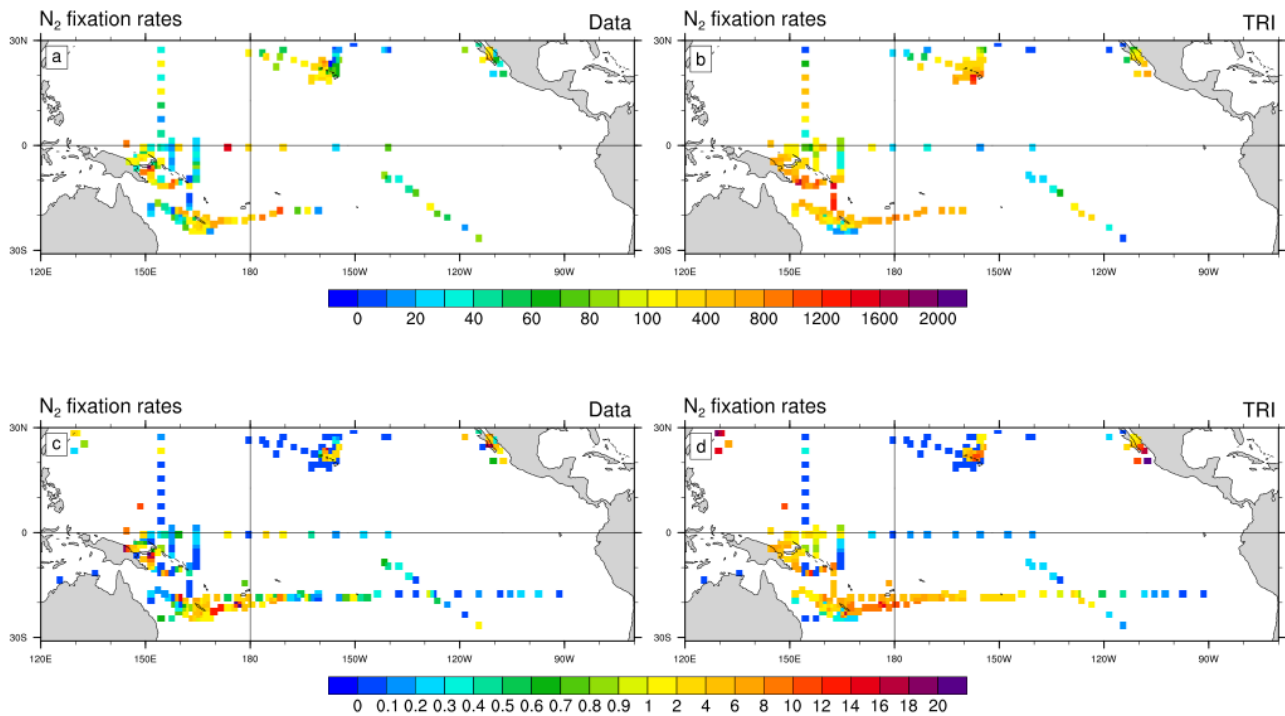 N₂ fixation rates Data
N₂ fixation rates TRI
30N
a
b
0
30S
120E 150E 180 150W 120W 90W
120E 150E 180 150W 120W 90W
0 20 40 60 80 100 400 800 1200 1600 2000
N₂ fixation rates Data
N₂ fixation rates TRI
30N
30N
c
d
0
0
30S
30S
120E 150E 180 150W 120W 90W
120E 150E 180 150W 120W 90W
0 0.1 0.2 0.3 0.4 0.5 0.6 0.7 0.8 0.9 1 2 4 6 8 10 12 14 16 18 20